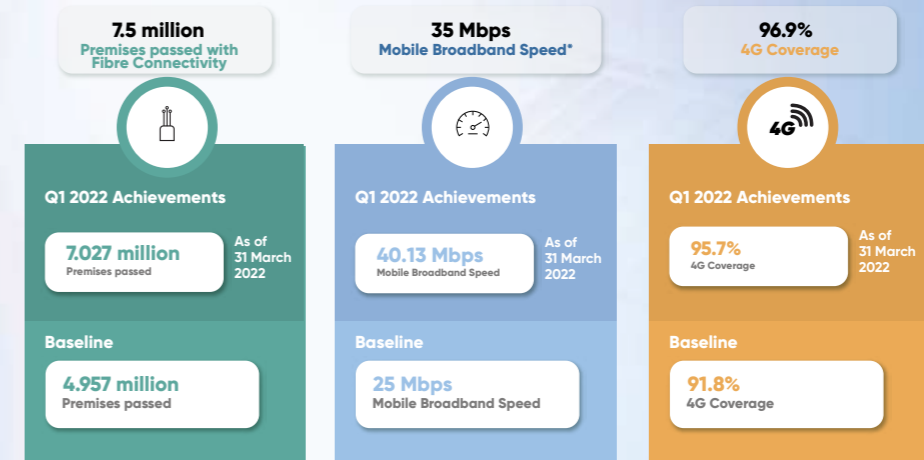 7.5 million
Premises passed with
Fibre Connectivity
35 Mbps
Mobile Broadband Speed*
96.9%
4G Coverage
4G
Q1 2022 Achievements
7.027 million
Premises passed
As of
31 March
2022
Baseline
4.957 million
Premises passed
Q1 2022 Achievements
40.13 Mbps
Mobile Broadband Speed
As of
31 March
2022
Baseline
25 Mbps
Mobile Broadband Speed
Q1 2022 Achievements
95.7%
4G Coverage
As of
31 March
2022
Baseline
91.8%
4G Coverage